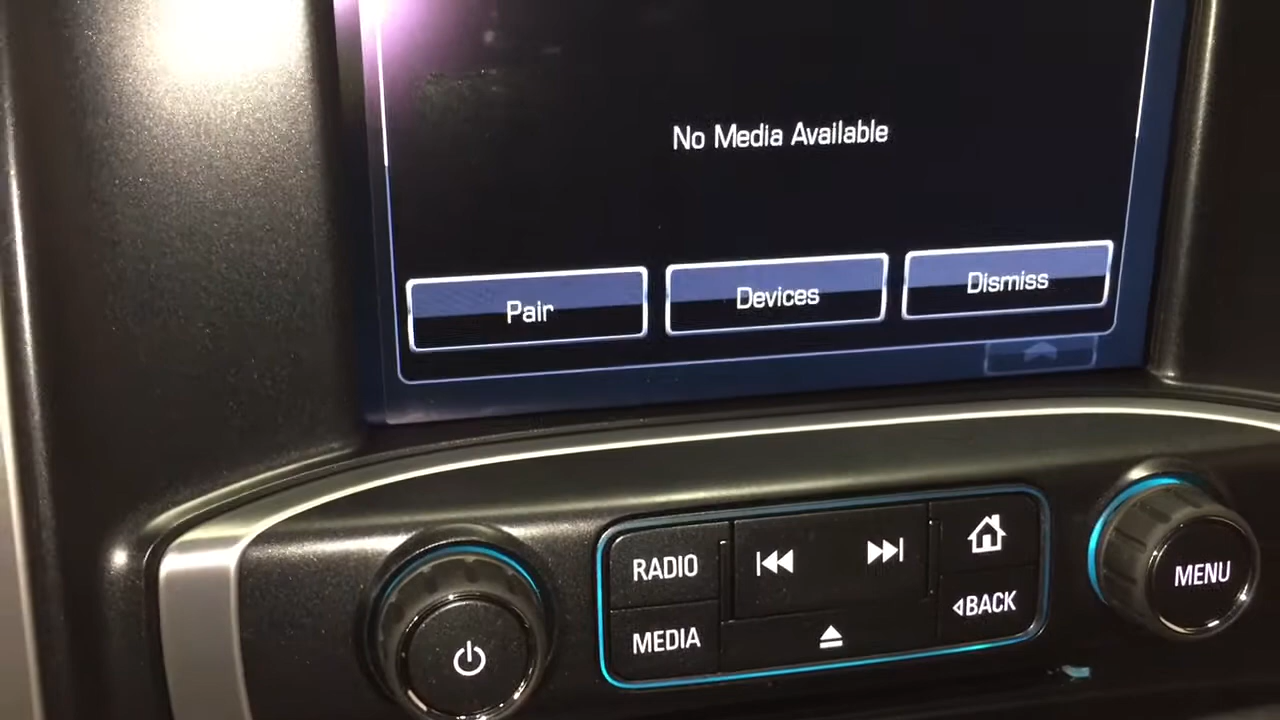 No Media Available
Pair
Devices
Dismiss
RADIO
MEDIA
BACK
MENU